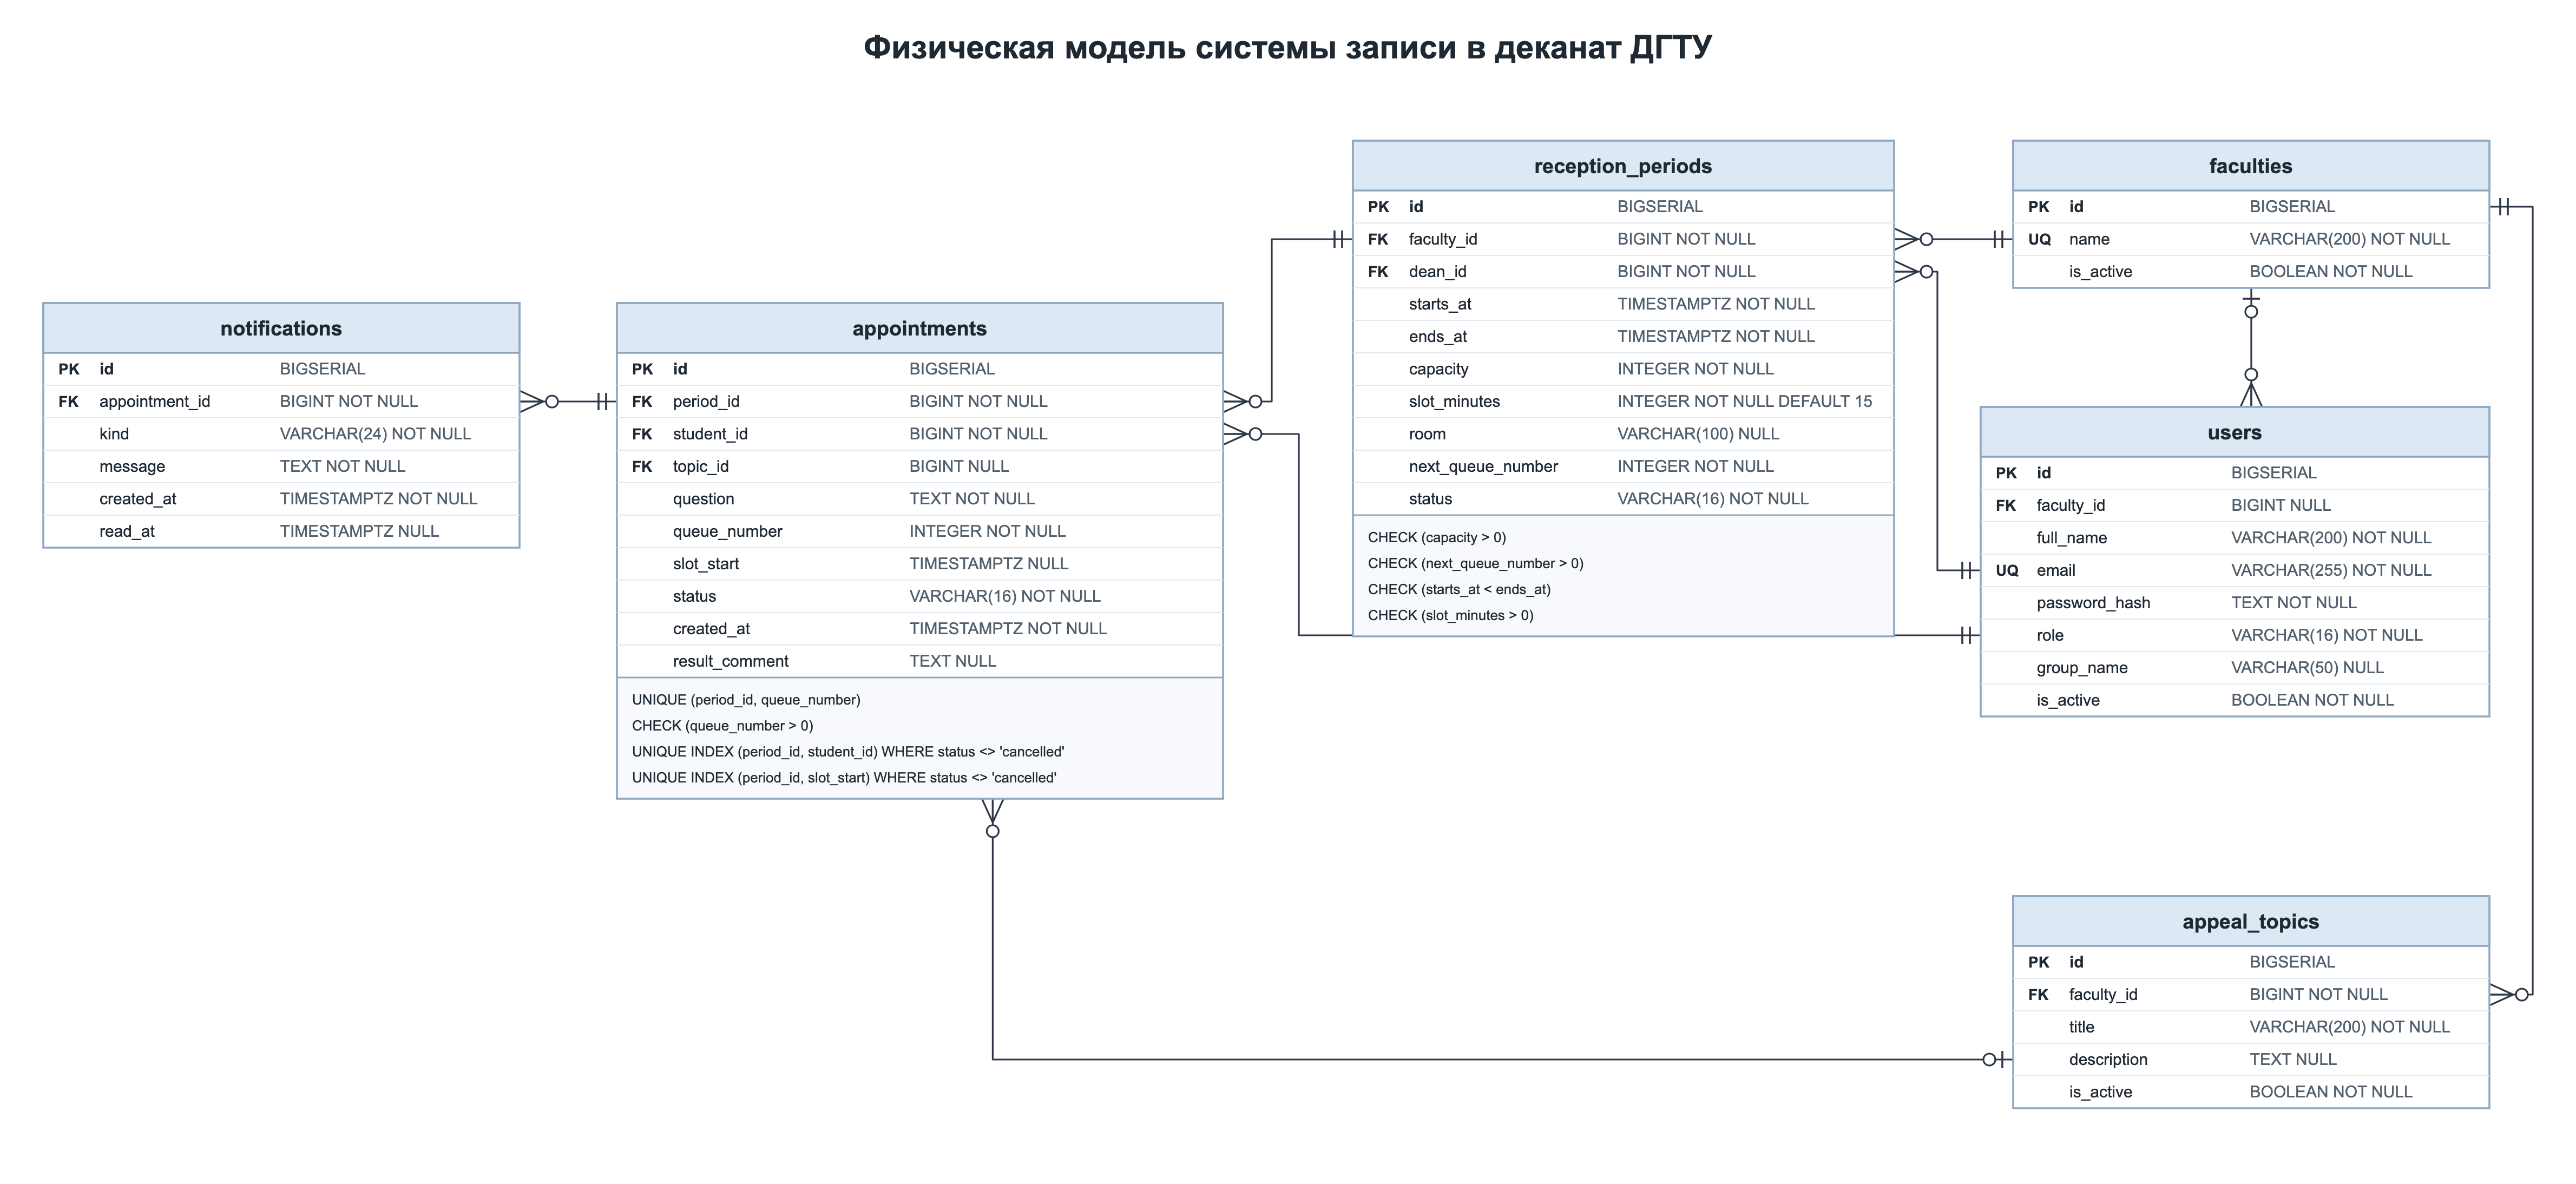 Физическая модель системы записи в деканат ДГТУ
notifications
PK id BIGSERIAL
FK appointment_id BIGINT NOT NULL
kind VARCHAR(24) NOT NULL
message TEXT NOT NULL
created_at TIMESTAMPTZ NOT NULL
read_at TIMESTAMPTZ NULL
appointments
PK id BIGSERIAL
FK period_id BIGINT NOT NULL
FK student_id BIGINT NOT NULL
FK topic_id BIGINT NULL
question TEXT NOT NULL
queue_number INTEGER NOT NULL
slot_start TIMESTAMPTZ NULL
status VARCHAR(16) NOT NULL
created_at TIMESTAMPTZ NOT NULL
result_comment TEXT NULL
UNIQUE (period_id, queue_number)
CHECK (queue_number > 0)
UNIQUE INDEX (period_id, student_id) WHERE status <> 'cancelled'
UNIQUE INDEX (period_id, slot_start) WHERE status <> 'cancelled'
reception_periods
PK id BIGSERIAL
FK faculty_id BIGINT NOT NULL
FK dean_id BIGINT NOT NULL
starts_at TIMESTAMPTZ NOT NULL
ends_at TIMESTAMPTZ NOT NULL
capacity INTEGER NOT NULL
slot_minutes INTEGER NOT NULL DEFAULT 15
room VARCHAR(100) NULL
next_queue_number INTEGER NOT NULL
status VARCHAR(16) NOT NULL
CHECK (capacity > 0)
CHECK (next_queue_number > 0)
CHECK (starts_at < ends_at)
CHECK (slot_minutes > 0)
faculties
PK id BIGSERIAL
UQ name VARCHAR(200) NOT NULL
is_active BOOLEAN NOT NULL
users
PK id BIGSERIAL
FK faculty_id BIGINT NULL
full_name VARCHAR(200) NOT NULL
UQ email VARCHAR(255) NOT NULL
password_hash TEXT NOT NULL
role VARCHAR(16) NOT NULL
group_name VARCHAR(50) NULL
is_active BOOLEAN NOT NULL
appeal_topics
PK id BIGSERIAL
FK faculty_id BIGINT NOT NULL
title VARCHAR(200) NOT NULL
description TEXT NULL
is_active BOOLEAN NOT NULL